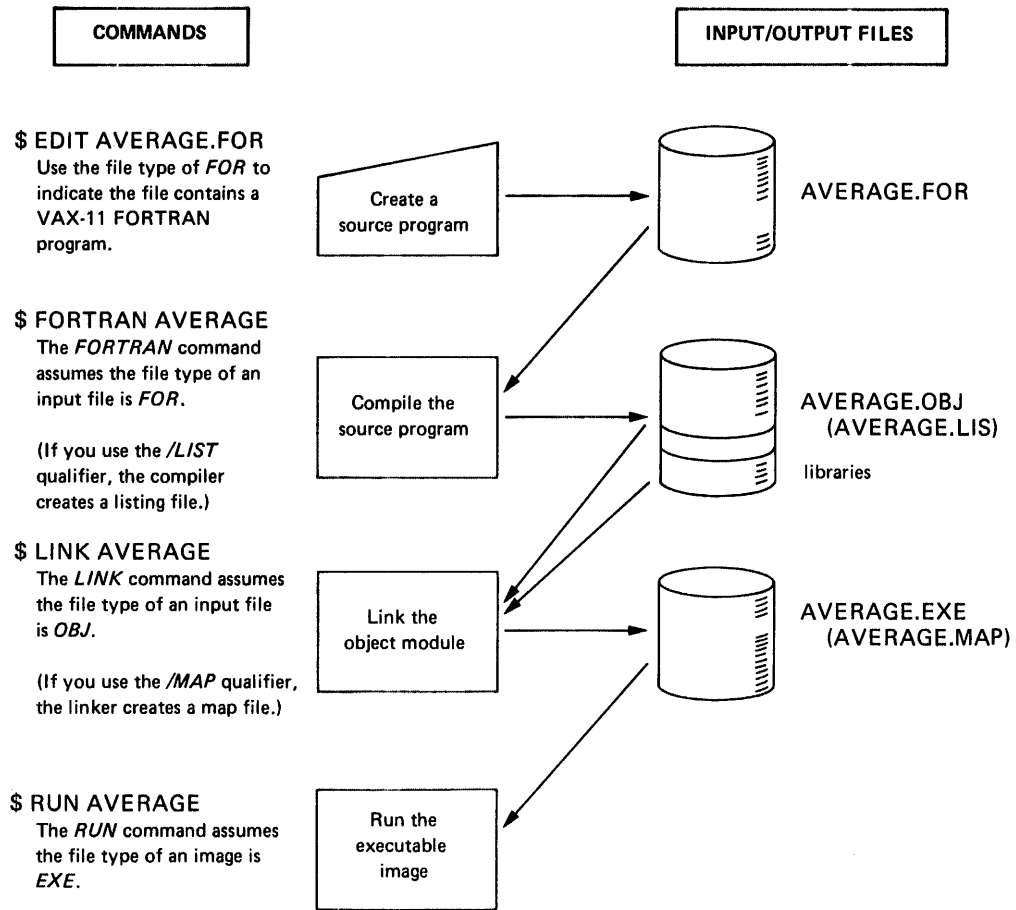 COMMANDS
INPUT/OUTPUT FILES
$ EDIT AVERAGE.FOR
Use the file type of FOR to
indicate the file contains a
VAX-11 FORTRAN
program.
Create a
source program
AVERAGE.FOR
$ FORTRAN AVERAGE
The FORTRAN command
assumes the file type of an
input file is FOR.
(If you use the /LIST
qualifier, the compiler
creates a listing file.)
Compile the
source program
AVERAGE.OBJ
(AVERAGE.LIS)
libraries
$ LINK AVERAGE
The LINK command assumes
the file type of an input file
is OBJ.
(If you use the /MAP qualifier,
the linker creates a map file.)
Link the
object module
AVERAGE.EXE
(AVERAGE.MAP)
$ RUN AVERAGE
The RUN command assumes
the file type of an image is
EXE.
Run the
executable
image